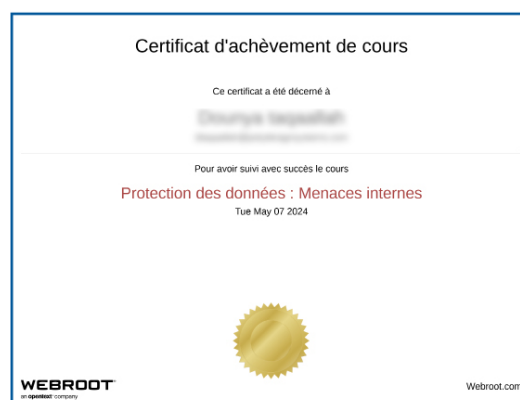 Certificat d'achèvement de cours
Ce certificat a été décerné à
Pour avoir suivi avec succès le cours
Protection des données : Menaces internes
Tue May 07 2024
WEBROOT
an opentext company
Webroot.com